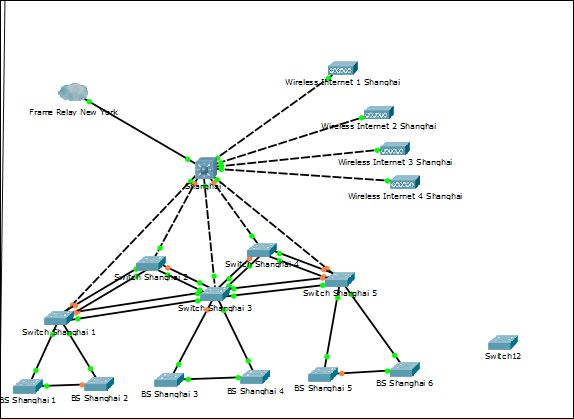 Wireless Internet 1 Shanghai
Frame Relay New York
Wireless Internet 2 Shanghai
Wireless Internet 3 Shanghai
Shanghai
Wireless Internet 4 Shanghai
Switch Shanghai 4
Switch Shanghai 2
Switch Shanghai 5
Switch Shanghai 3
Switch Shanghai 1
Switch12
BS Shanghai 6
BS Shanghai 4
BS Shanghai 5
BS Shanghai 3
BS Shanghai 2
BS Shanghai 1